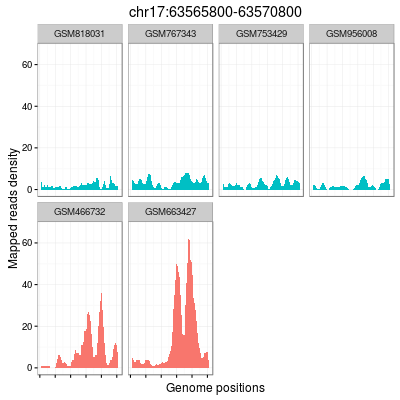 chr17:63565800-63570800
GSM818031 GSM767343 GSM753429 GSM956008
60
40
20
0
Mapped reads density
GSM466732 GSM663427
60
40
20
0
Genome positions